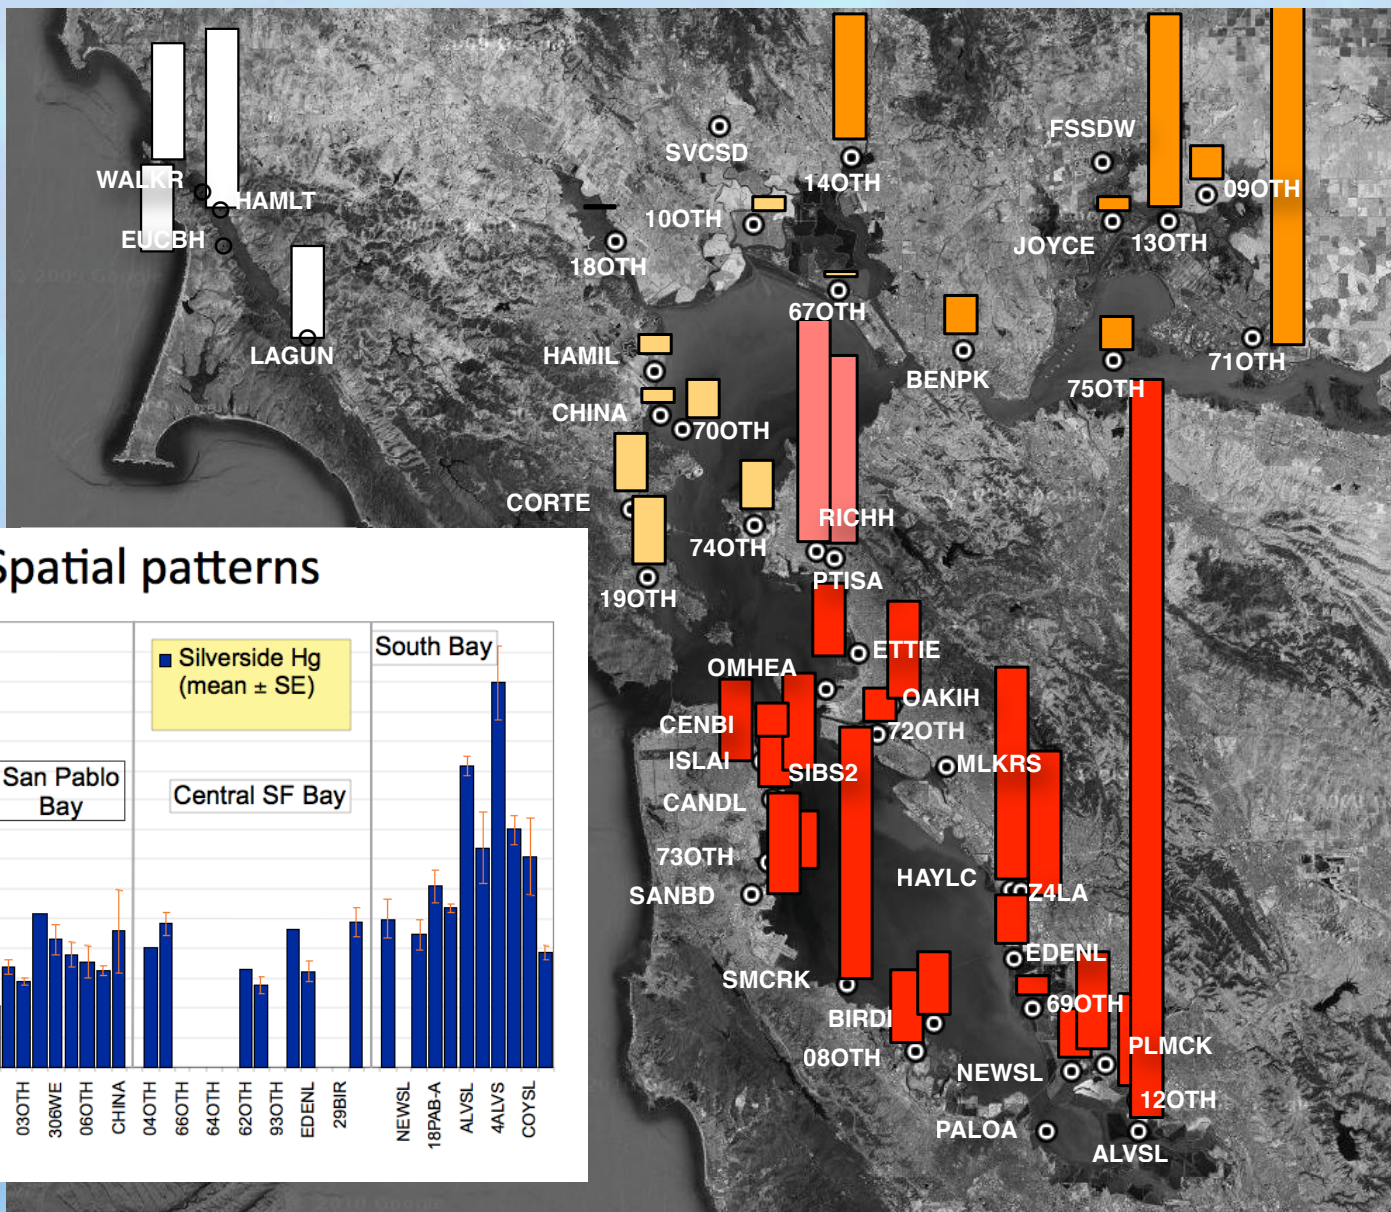 FSSDW
SVCSD
WALKR
14OTH
09OTH
HAMLT
10OTH
EUCBH
JOYCE
13OTH
18OTH
67OTH
LAGUN
HAMIL
71OTH
BENPK
75OTH
CHINA
70OTH
CORTE
RICHH
74OTH
PTISA
19OTH
ETTIE
OMHEA
OAKIH
CENBI
72OTH
ISLAI
SIBS2
MLKRS
CANDL
73OTH
HAYLC
SANBD
Z4LA
EDENL
SMCRK
69OTH
BIRDI
08OTH
PLMCK
NEWSL
12OTH
PALOA
ALVSL
Spatial patterns
Silverside Hg
(mean ± SE)
South Bay
San Pablo
Bay
Central SF Bay
03OTH
306WE
06OTH
CHINA
04OTH
66OTH
64OTH
62OTH
93OTH
EDENL
29BIR
NEWSL
18PAB-A
ALVSL
4ALVS
COYSL